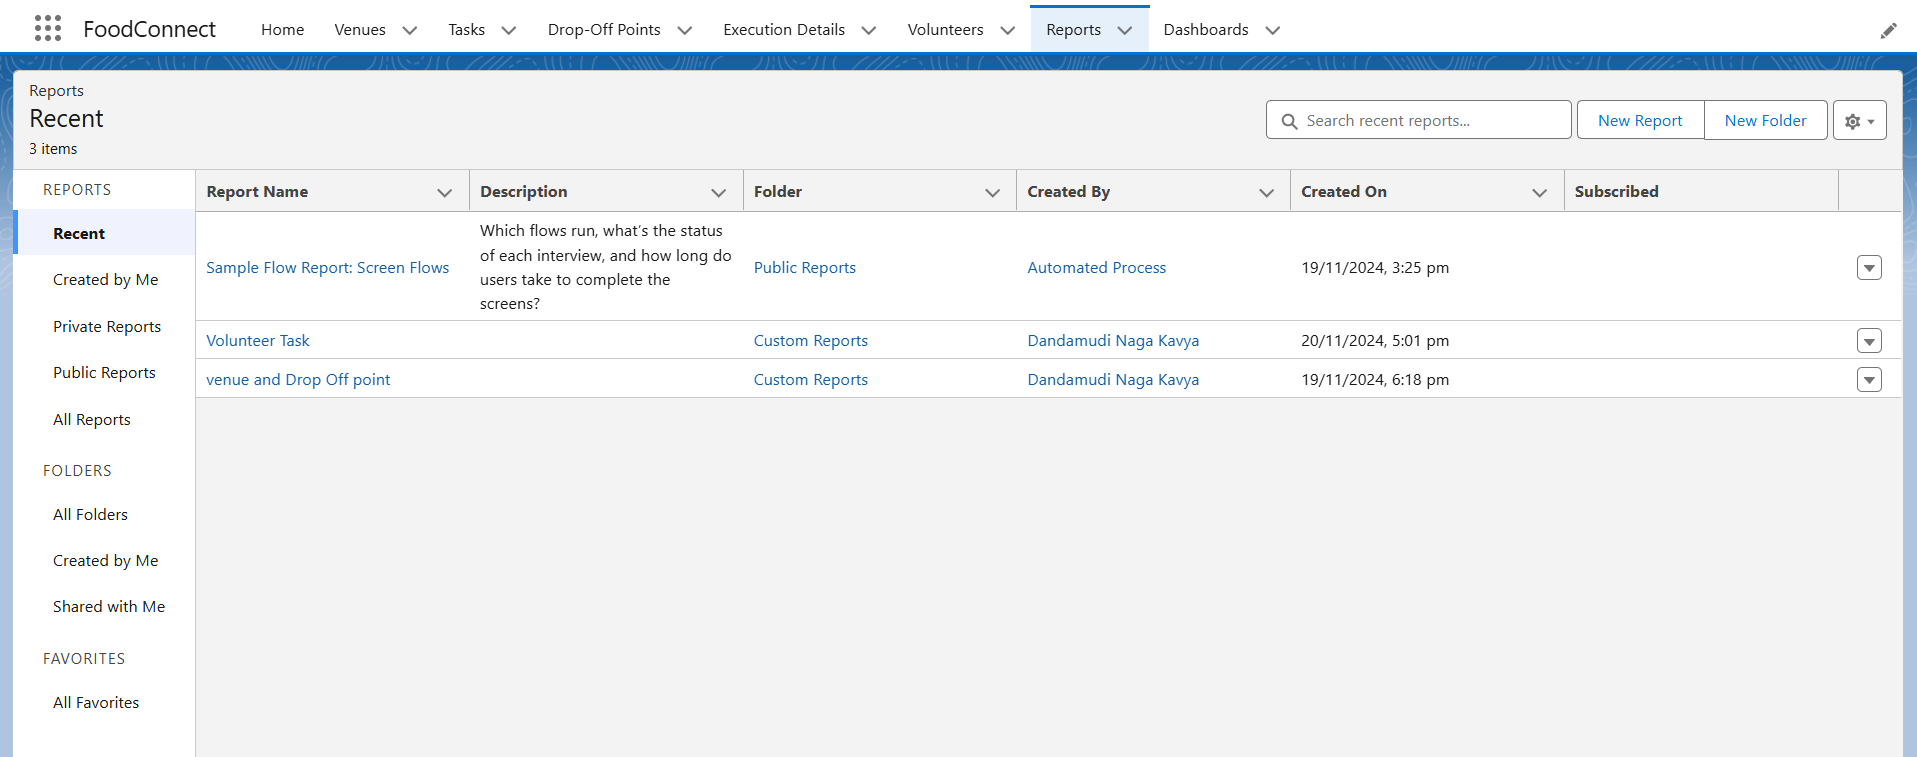 FoodConnect Home Venues Tasks Drop-Off Points Execution Details Volunteers Reports Dashboards
Reports
Recent
3 items
Search recent reports...
New Report
New Folder
REPORTS
Recent
Created by Me
Private Reports
Public Reports
All Reports
FOLDERS
All Folders
Created by Me
Shared with Me
FAVORITES
All Favorites
Report Name Description Folder Created By Created On Subscribed
Sample Flow Report: Screen Flows
Which flows run, what's the status
of each interview, and how long do
users take to complete the
screens?
Public Reports
Automated Process
19/11/2024, 3:25 pm
Volunteer Task Custom Reports Dandamudi Naga Kavya 20/11/2024, 5:01 pm
venue and Drop Off point Custom Reports Dandamudi Naga Kavya 19/11/2024, 6:18 pm